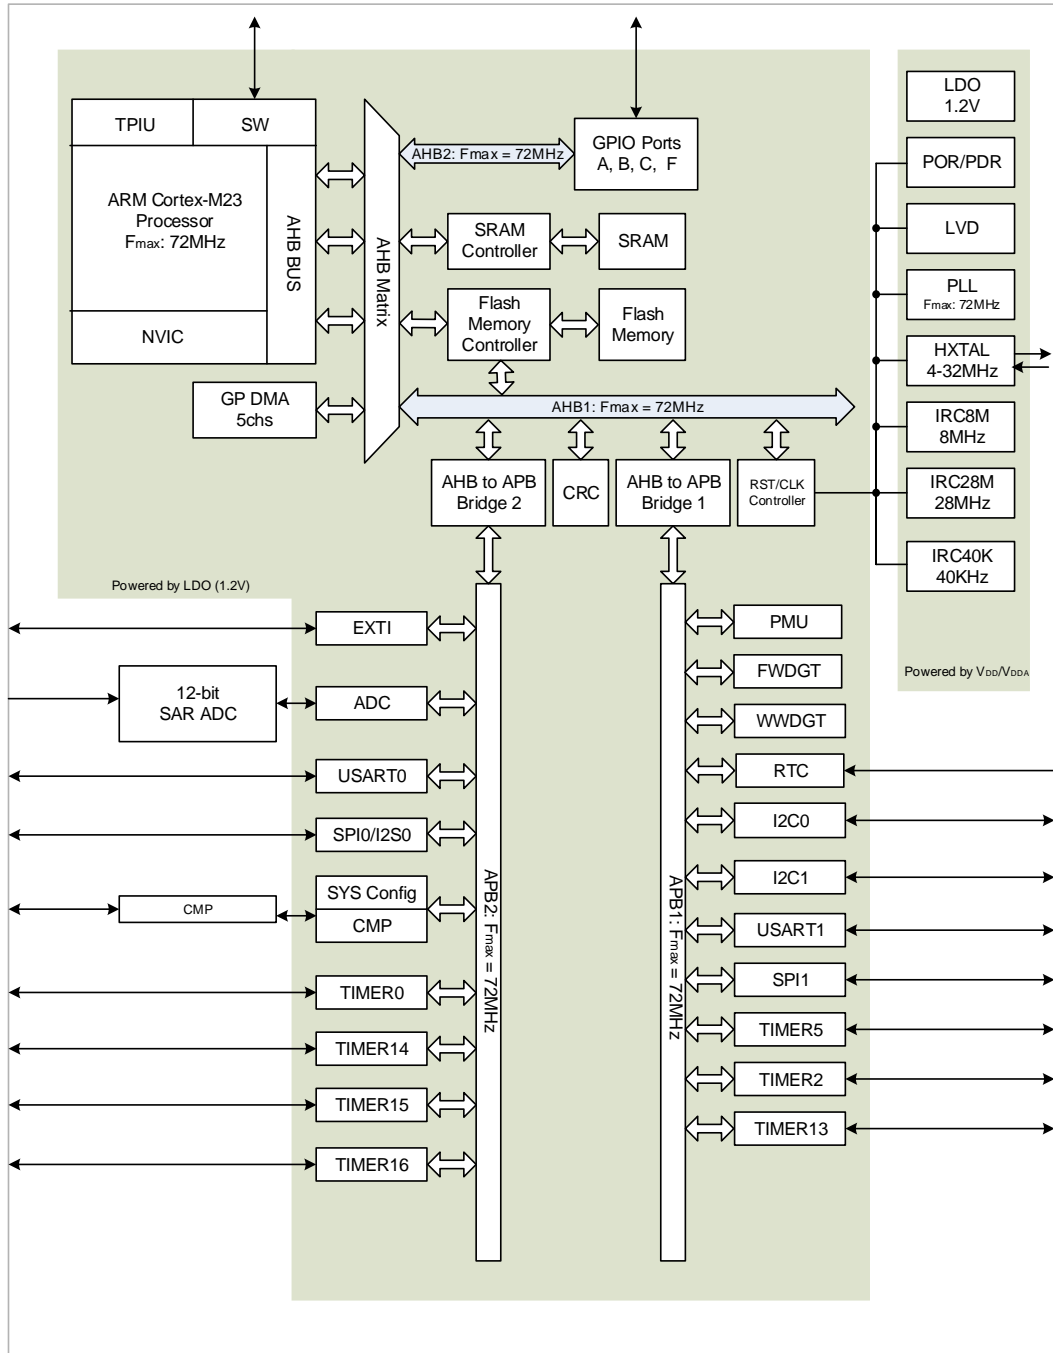 TPIU
SW
ARM Cortex-M23
Processor
Fmax: 72MHz
NVIC
AHB BUS
AHB Matrix
GP DMA
5chs
AHB2: Fmax = 72MHz
GPIO Ports
A, B, C, F
SRAM
Controller
SRAM
Flash
Memory
Controller
Flash
Memory
AHB1: Fmax = 72MHz
AHB to APB
Bridge 2
CRC
AHB to APB
Bridge 1
RST/CLK
Controller
Powered by LDO (1.2V)
LDO
1.2V
POR/PDR
LVD
PLL
Fmax: 72MHz
HXTAL
4-32MHz
IRC8M
8MHz
IRC28M
28MHz
IRC40K
40KHz
Powered by VDD/VDDA
EXTI
12-bit
SAR ADC
ADC
USART0
SPI0/I2S0
CMP
SYS Config
CMP
TIMER0
TIMER14
TIMER15
TIMER16
APB2: Fmax = 72MHz
APB1: Fmax = 72MHz
PMU
FWDGT
WWDGT
RTC
I2C0
I2C1
USART1
SPI1
TIMER5
TIMER2
TIMER13